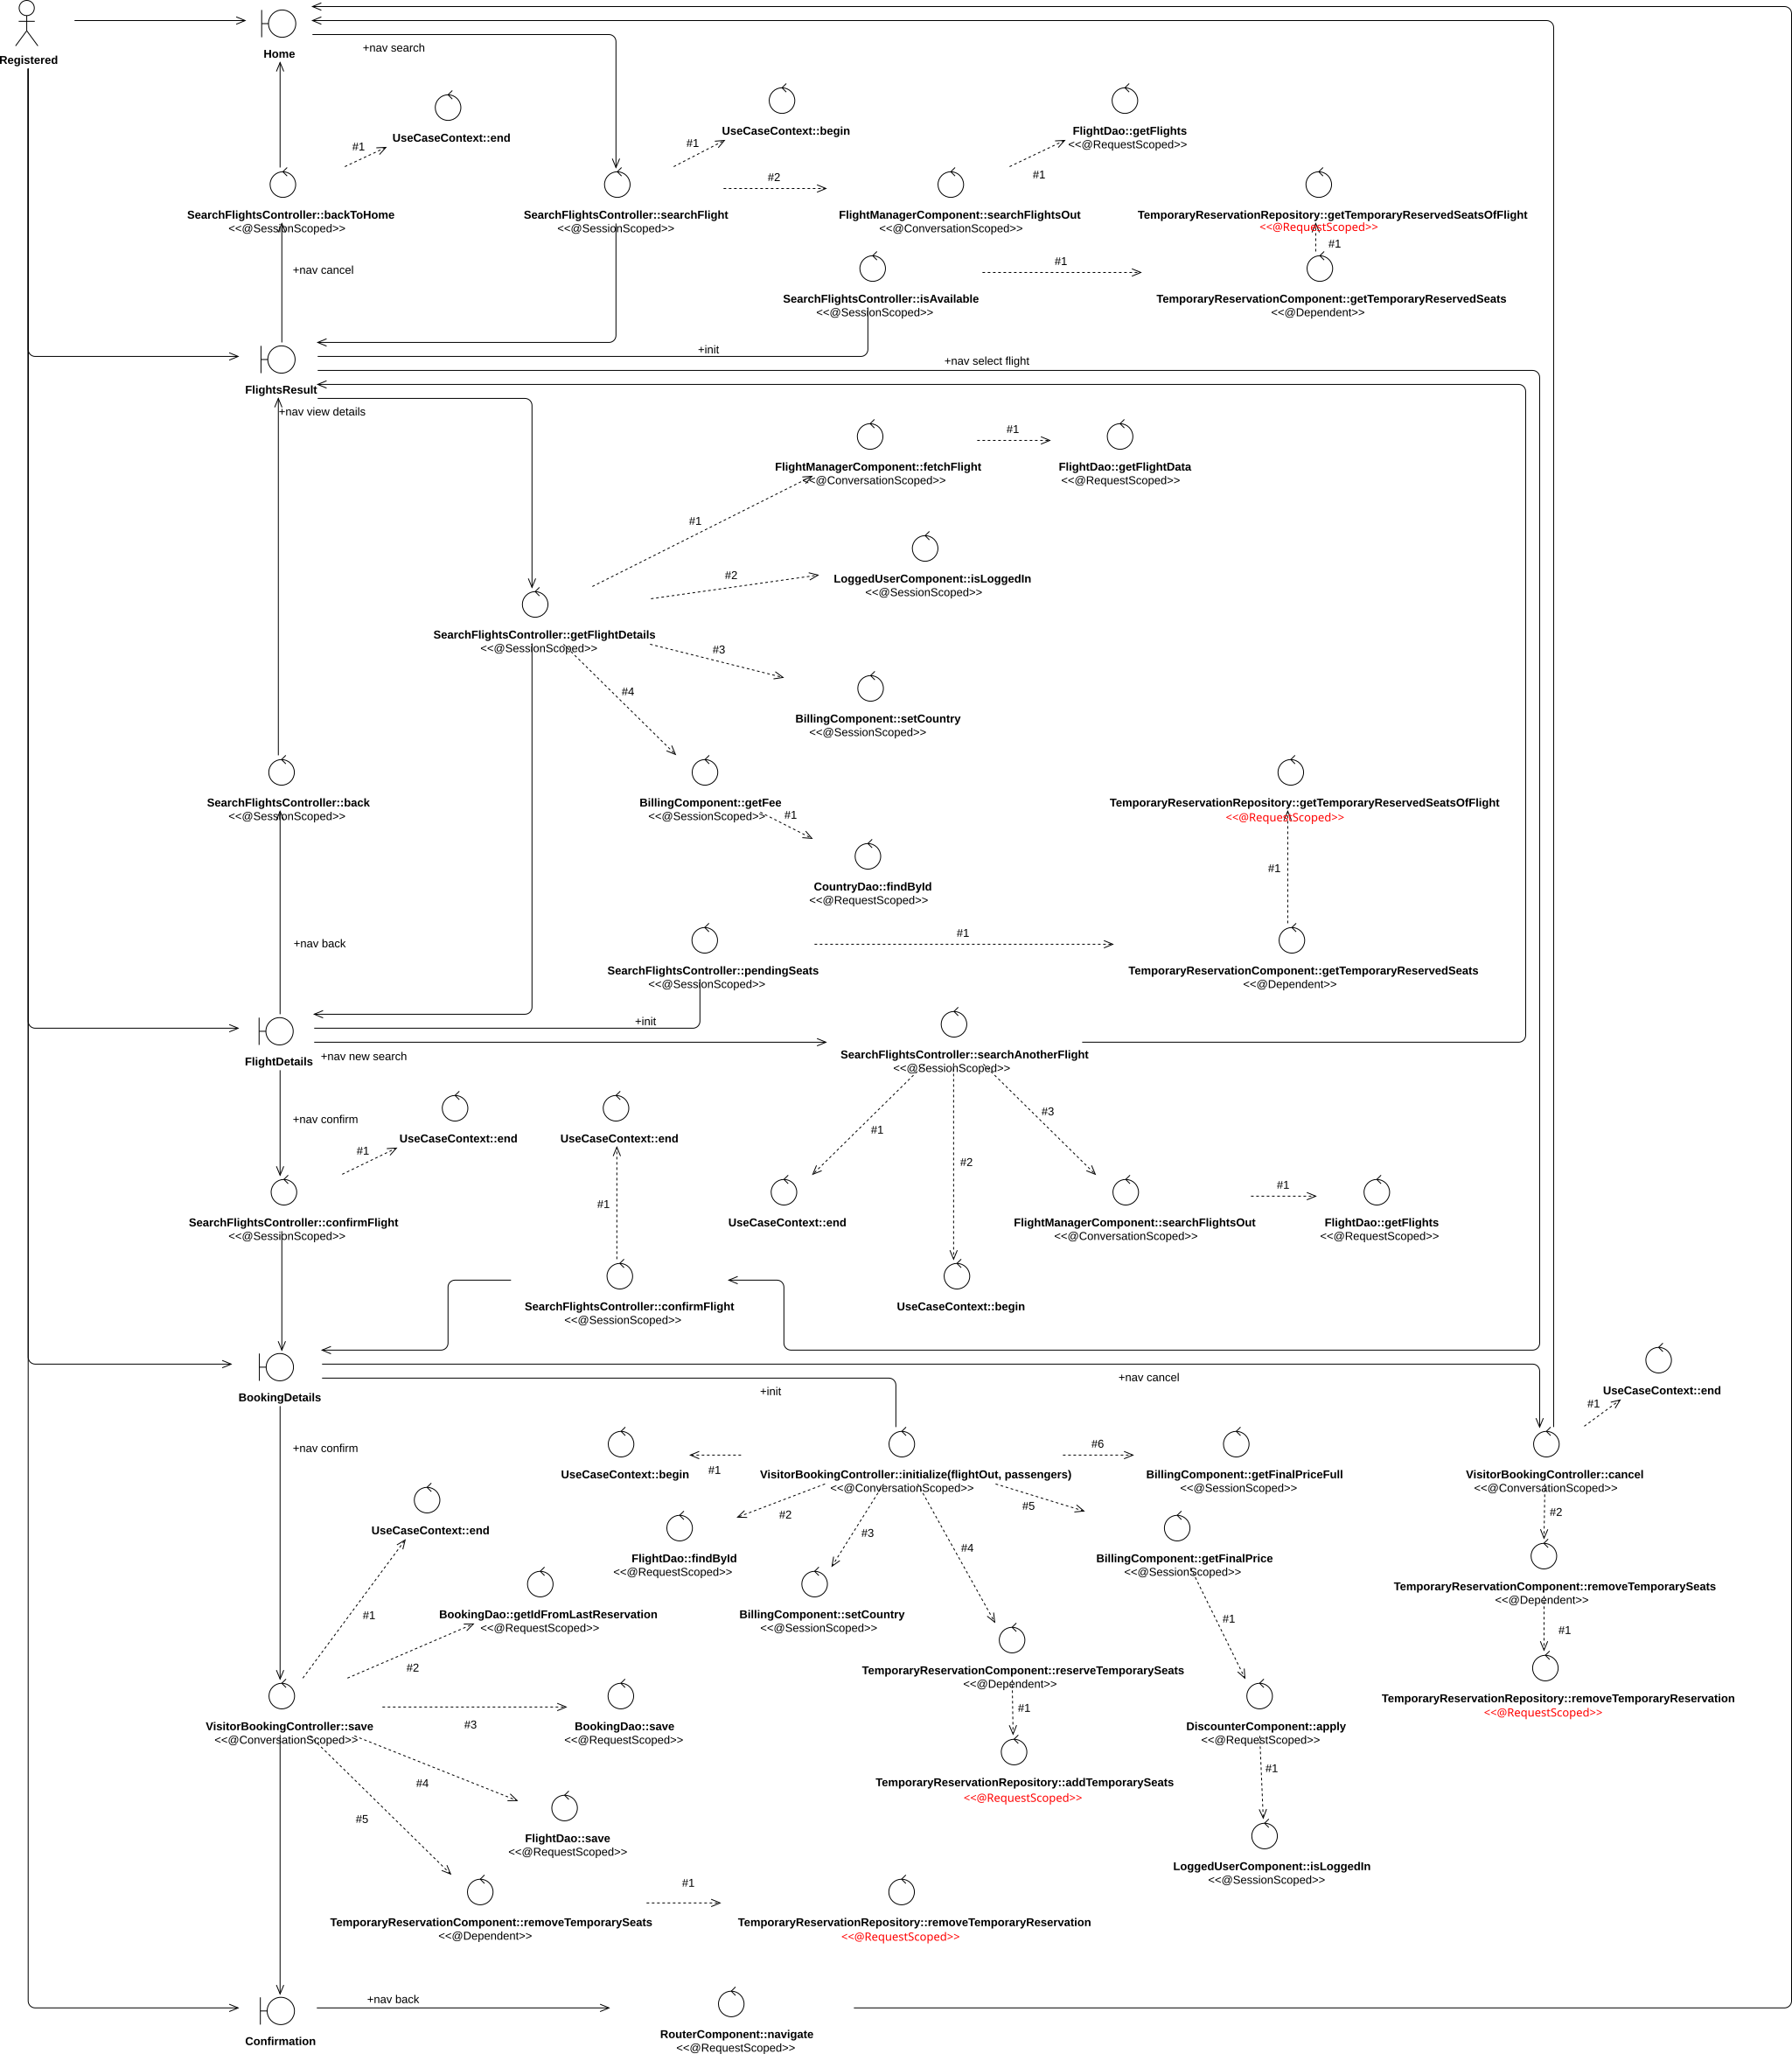 Registered
Home
+nav search
UseCaseContext::end
#1
UseCaseContext::begin
#1
FlightDao::getFlights
<<@RequestScoped>>
#1
#2
SearchFlightsController::backToHome
<<@SessionScoped>>
SearchFlightsController::searchFlight
<<@SessionScoped>>
FlightManagerComponent::searchFlightsOut
<<@ConversationScoped>>
TemporaryReservationRepository::getTemporaryReservedSeatsOfFlight
<<@RequestScoped>>
#1
+nav cancel
#1
SearchFlightsController::isAvailable
<<@SessionScoped>>
TemporaryReservationComponent::getTemporaryReservedSeats
<<@Dependent>>
+init
+nav select flight
FlightsResult
+nav view details
#1
FlightManagerComponent::fetchFlight
<<@ConversationScoped>>
FlightDao::getFlightData
<<@RequestScoped>>
#1
#2
LoggedUserComponent::isLoggedIn
<<@SessionScoped>>
SearchFlightsController::getFlightDetails
<<@SessionScoped>>
#3
#4
BillingComponent::setCountry
<<@SessionScoped>>
SearchFlightsController::back
<<@SessionScoped>>
BillingComponent::getFee
<<@SessionScoped>>
#1
TemporaryReservationRepository::getTemporaryReservedSeatsOfFlight
<<@RequestScoped>>
#1
CountryDao::findById
<<@RequestScoped>>
+nav back
#1
SearchFlightsController::pendingSeats
<<@SessionScoped>>
TemporaryReservationComponent::getTemporaryReservedSeats
<<@Dependent>>
+init
FlightDetails
+nav new search
SearchFlightsController::searchAnotherFlight
<<@SessionScoped>>
+nav confirm
UseCaseContext::end
#1
UseCaseContext::end
#1
#2
#3
#1
#1
SearchFlightsController::confirmFlight
<<@SessionScoped>>
UseCaseContext::end
FlightManagerComponent::searchFlightsOut
<<@ConversationScoped>>
FlightDao::getFlights
<<@RequestScoped>>
SearchFlightsController::confirmFlight
<<@SessionScoped>>
UseCaseContext::begin
BookingDetails
+init
+nav cancel
UseCaseContext::end
#1
+nav confirm
UseCaseContext::begin
#1
VisitorBookingController::initialize(flightOut, passengers)
<<@ConversationScoped>>
#6
BillingComponent::getFinalPriceFull
<<@SessionScoped>>
VisitorBookingController::cancel
<<@ConversationScoped>>
#2
UseCaseContext::end
#2
#3
#4
#5
FlightDao::findById
<<@RequestScoped>>
BillingComponent::getFinalPrice
<<@SessionScoped>>
TemporaryReservationComponent::removeTemporarySeats
<<@Dependent>>
#1
#1
BookingDao::getIdFromLastReservation
<<@RequestScoped>>
BillingComponent::setCountry
<<@SessionScoped>>
#1
#2
TemporaryReservationComponent::reserveTemporarySeats
<<@Dependent>>
#1
TemporaryReservationRepository::removeTemporaryReservation
<<@RequestScoped>>
VisitorBookingController::save
<<@ConversationScoped>>
#3
BookingDao::save
<<@RequestScoped>>
DiscounterComponent::apply
<<@RequestScoped>>
#1
#4
#5
TemporaryReservationRepository::addTemporarySeats
<<@RequestScoped>>
FlightDao::save
<<@RequestScoped>>
LoggedUserComponent::isLoggedIn
<<@SessionScoped>>
#1
TemporaryReservationComponent::removeTemporarySeats
<<@Dependent>>
TemporaryReservationRepository::removeTemporaryReservation
<<@RequestScoped>>
+nav back
Confirmation
RouterComponent::navigate
<<@RequestScoped>>